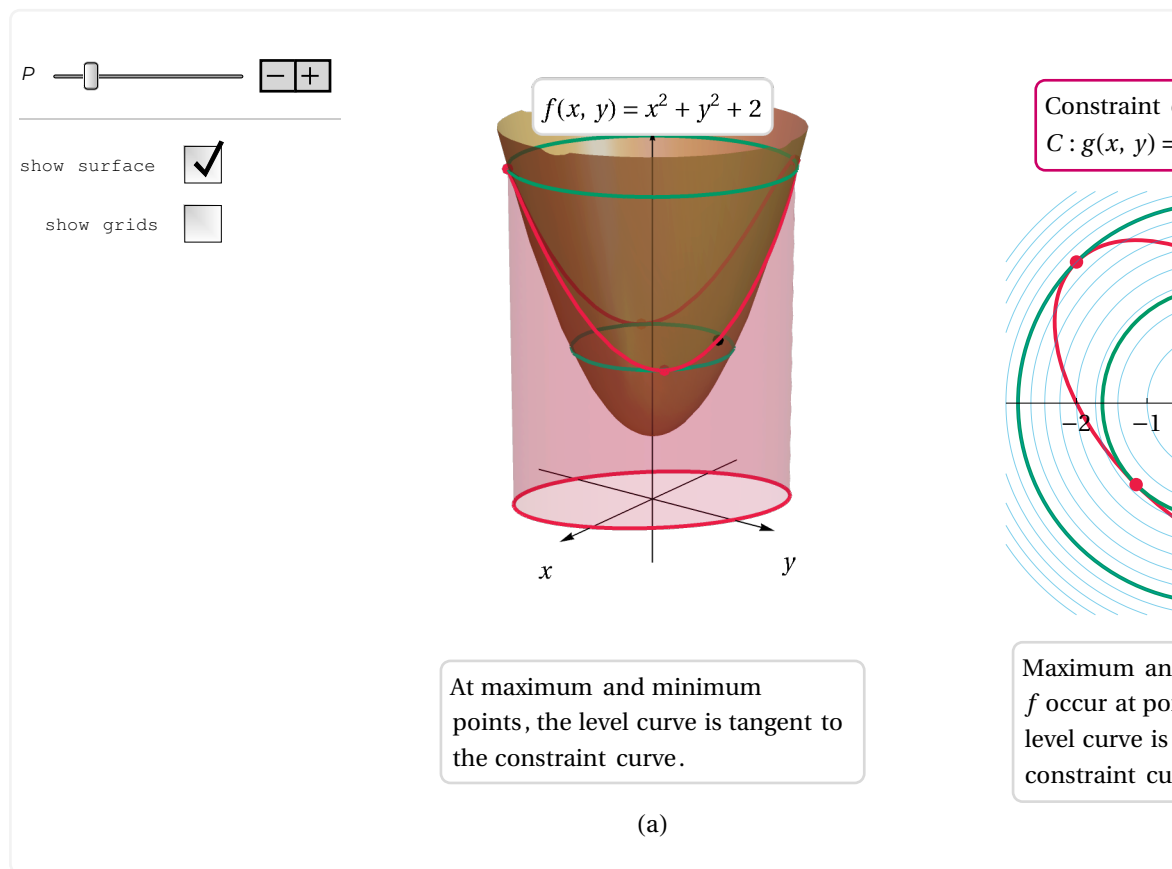 P
− +
show surface
show grids
f(x, y) = x² + y² + 2
x
y
At maximum and minimum
points, the level curve is tangent to
the constraint curve.
(a)
Constraint
C : g(x, y) =
−2
−1
Maximum an
f occur at poi
level curve is
constraint cu